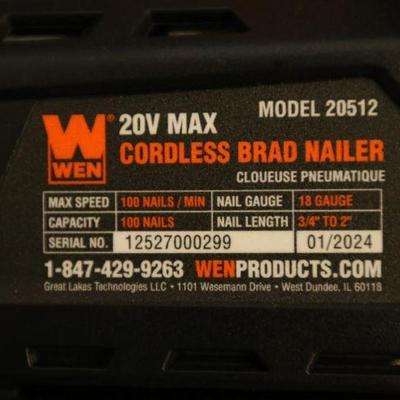 WEN
20V MAX
MODEL 20512
CORDLESS BRAD NAILER
CLOUEUSE PNEUMATIQUE
MAX SPEED 100 NAILS / MIN NAIL GAUGE 18 GAUGE
CAPACITY 100 NAILS NAIL LENGTH 3/4" TO 2"
SERIAL NO. 12527000299 01/2024
1-847-429-9263 WENPRODUCTS.COM
Great Lakes Technologies LLC • 1101 Wesemann Drive • West Dundee, IL 60118